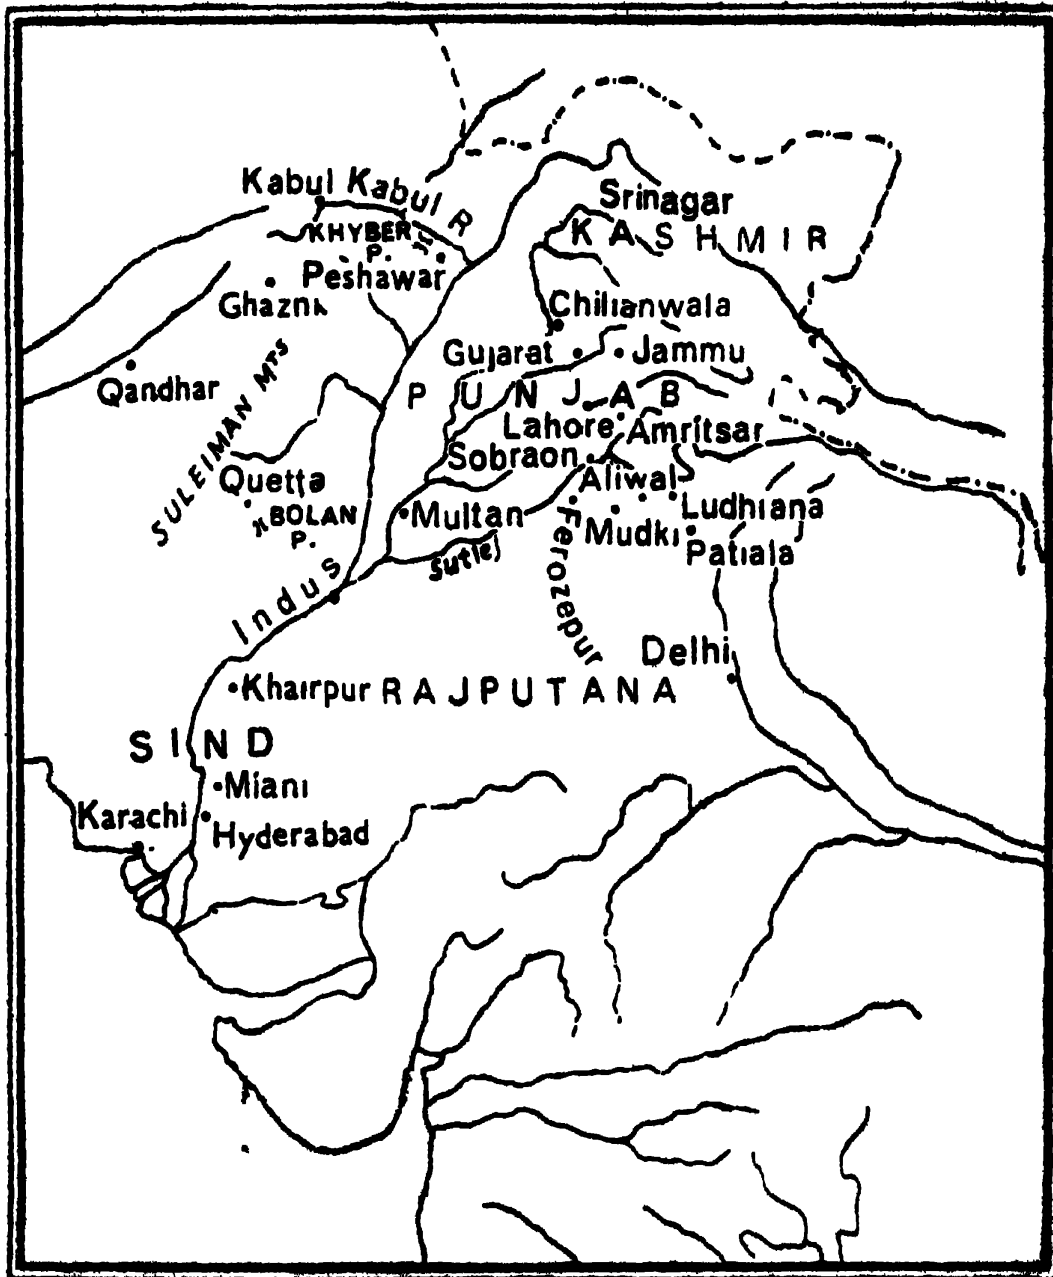 Kabul Kabul R
Srinagar
KHYBER
P.
KASHMIR
Peshawar
Ghazni
Chilianwala
Gujarat Jammu
Qandhar
SULEIMAN MTS
PUNJAB
Lahore Amritsar
Sobraon
Aliwal
Quetta
BOLAN
P.
Multan
Ludhiana
Mudki
Patiala
Sutlej
Ferozepur
Indus
Delhi
Khairpur RAJPUTANA
SIND
Miani
Karachi
Hyderabad